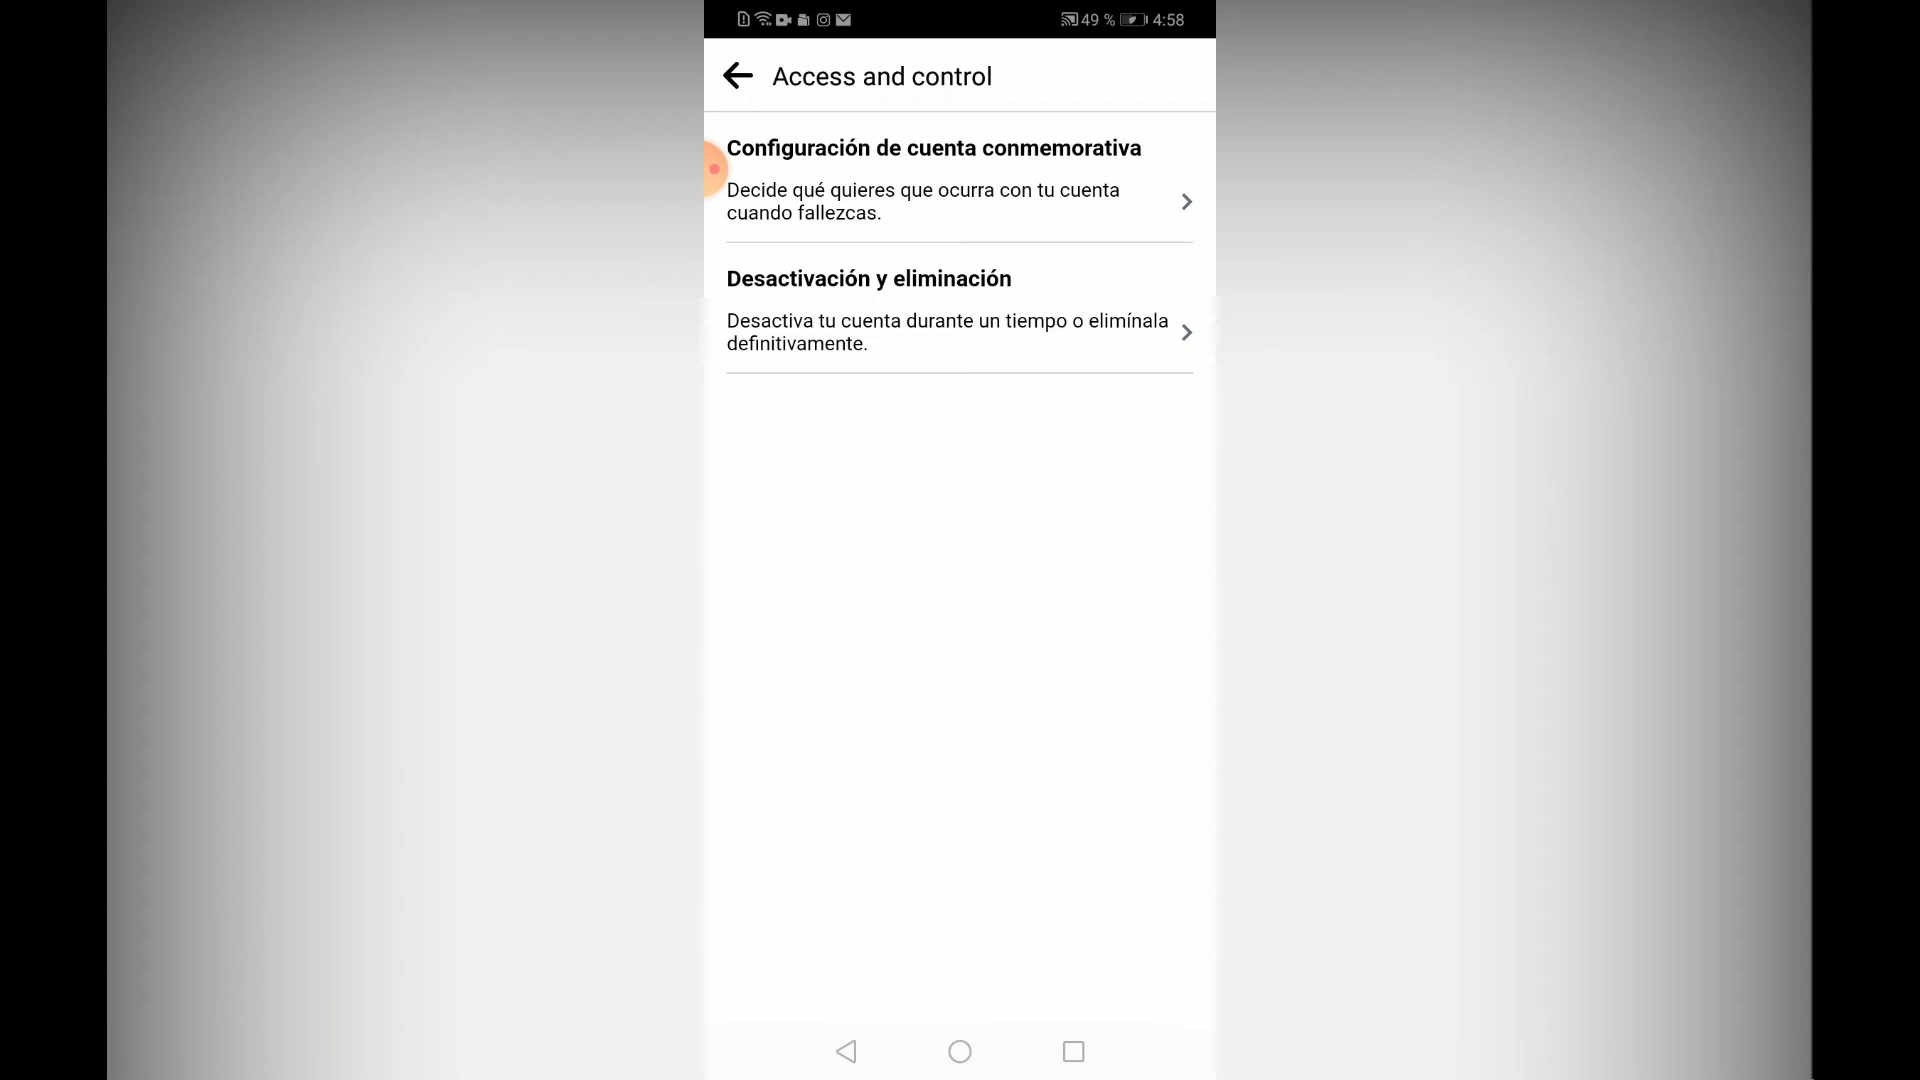 49 % 4:58
Access and control
Configuración de cuenta conmemorativa
Decide qué quieres que ocurra con tu cuenta
cuando fallezcas.
Desactivación y eliminación
Desactiva tu cuenta durante un tiempo o elimínala
definitivamente.